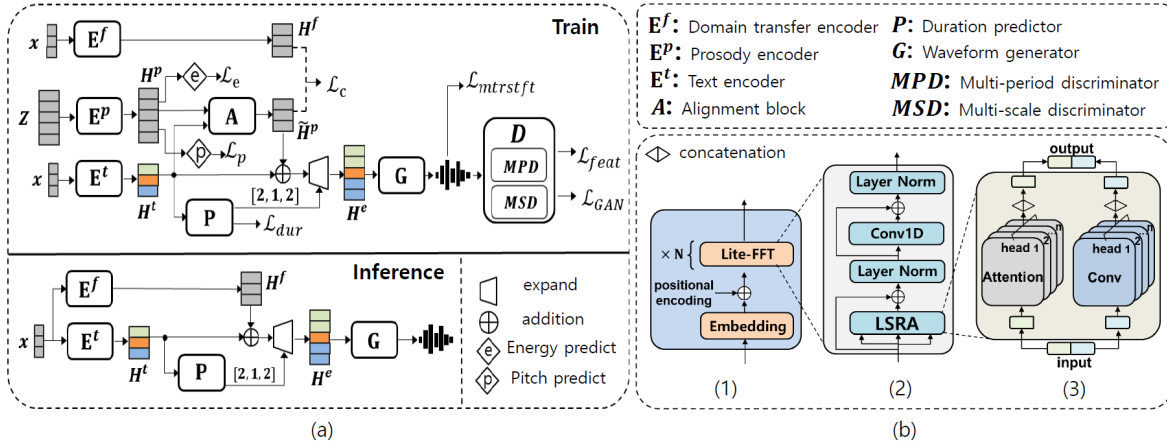 x E^f H^f Train
H^p e ℒ_e ℒ_c ℒ_mtrstft
Z E^p A H̃^p
p ℒ_p
D
MPD ℒ_feat
MSD ℒ_GAN
x E^t H^t [2,1,2] H^e G
P ℒ_dur
Inference
x E^f H^f
E^t H^t P [2,1,2] H^e G
expand
addition
e Energy predict
p Pitch predict
(a)
E^f: Domain transfer encoder
E^p: Prosody encoder
E^t: Text encoder
A: Alignment block
P: Duration predictor
G: Waveform generator
MPD: Multi-period discriminator
MSD: Multi-scale discriminator
× N { Lite-FFT
positional encoding
Embedding
(1)
Layer Norm
Conv1D
Layer Norm
LSRA
(2)
concatenation
output
head 1 2 ... n
Attention
head 1 2 ... n
Conv
input
(3)
(b)